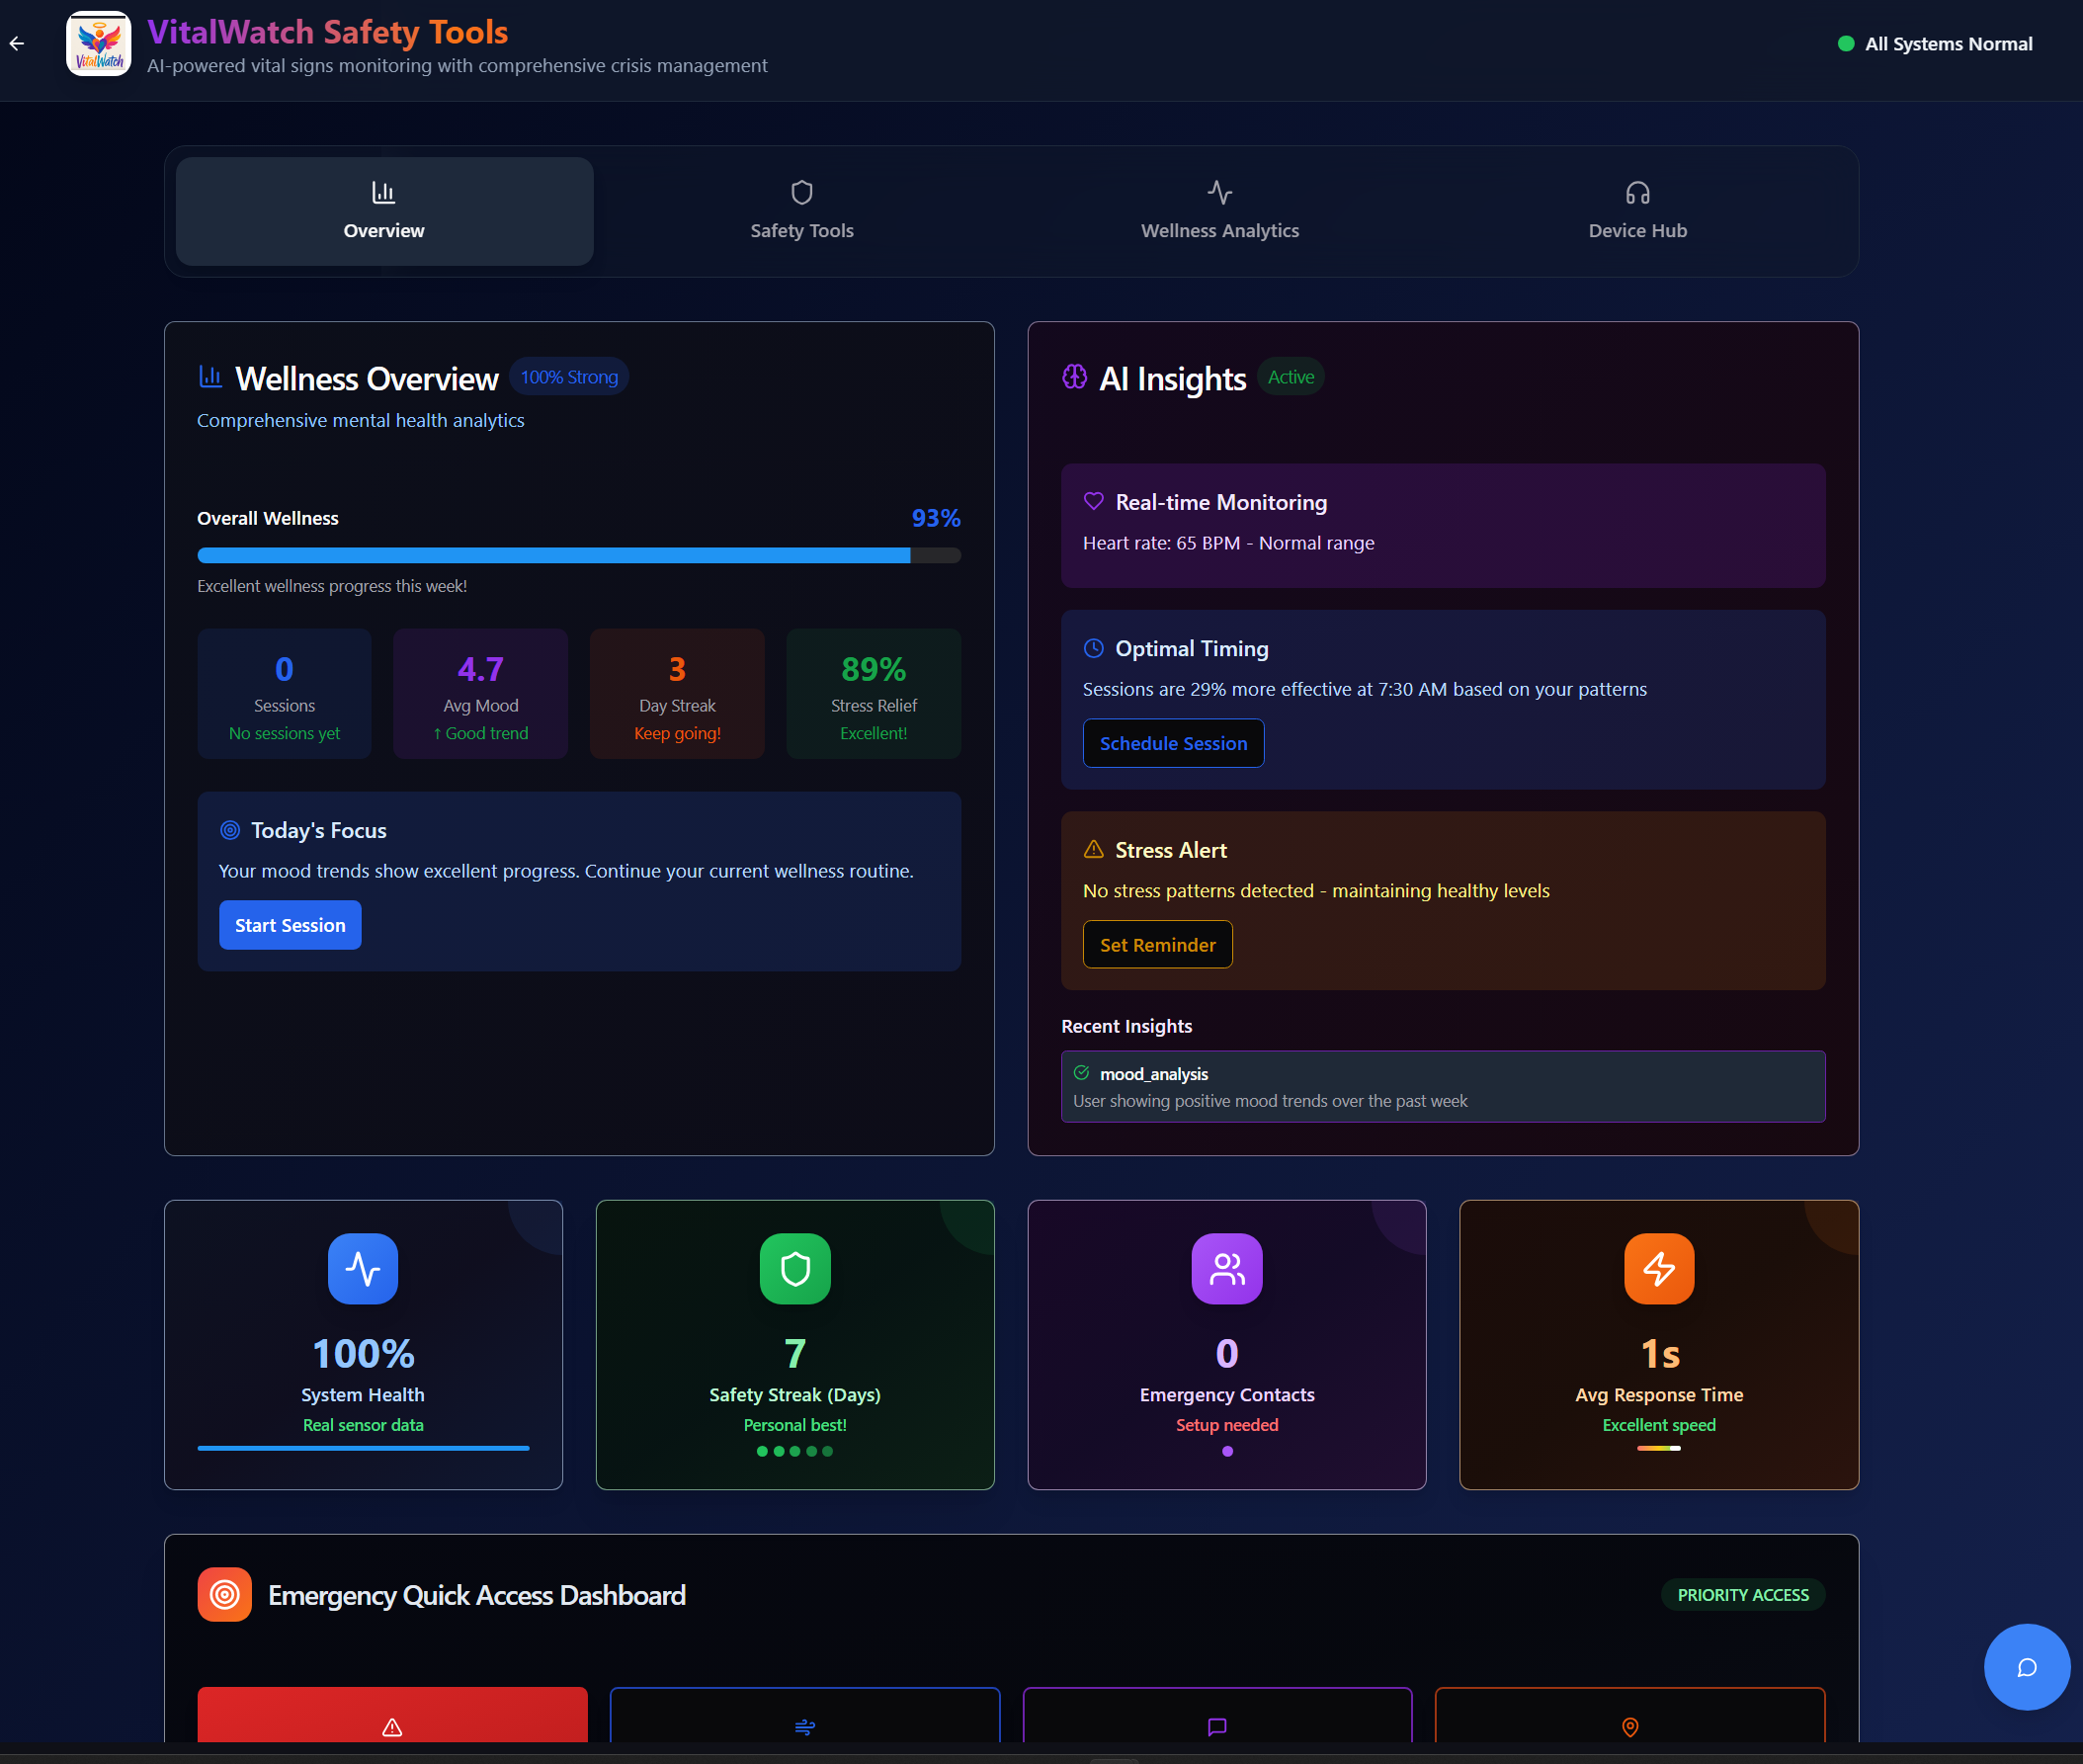 VitalWatch
VitalWatch Safety Tools
AI-powered vital signs monitoring with comprehensive crisis management
All Systems Normal
Overview
Safety Tools
Wellness Analytics
Device Hub
Wellness Overview
100% Strong
Comprehensive mental health analytics
Overall Wellness
93%
Excellent wellness progress this week!
0
Sessions
No sessions yet
4.7
Avg Mood
↑ Good trend
3
Day Streak
Keep going!
89%
Stress Relief
Excellent!
Today's Focus
Your mood trends show excellent progress. Continue your current wellness routine.
Start Session
AI Insights
Active
Real-time Monitoring
Heart rate: 65 BPM - Normal range
Optimal Timing
Sessions are 29% more effective at 7:30 AM based on your patterns
Schedule Session
Stress Alert
No stress patterns detected - maintaining healthy levels
Set Reminder
Recent Insights
mood_analysis
User showing positive mood trends over the past week
100%
System Health
Real sensor data
7
Safety Streak (Days)
Personal best!
0
Emergency Contacts
Setup needed
1s
Avg Response Time
Excellent speed
Emergency Quick Access Dashboard
PRIORITY ACCESS